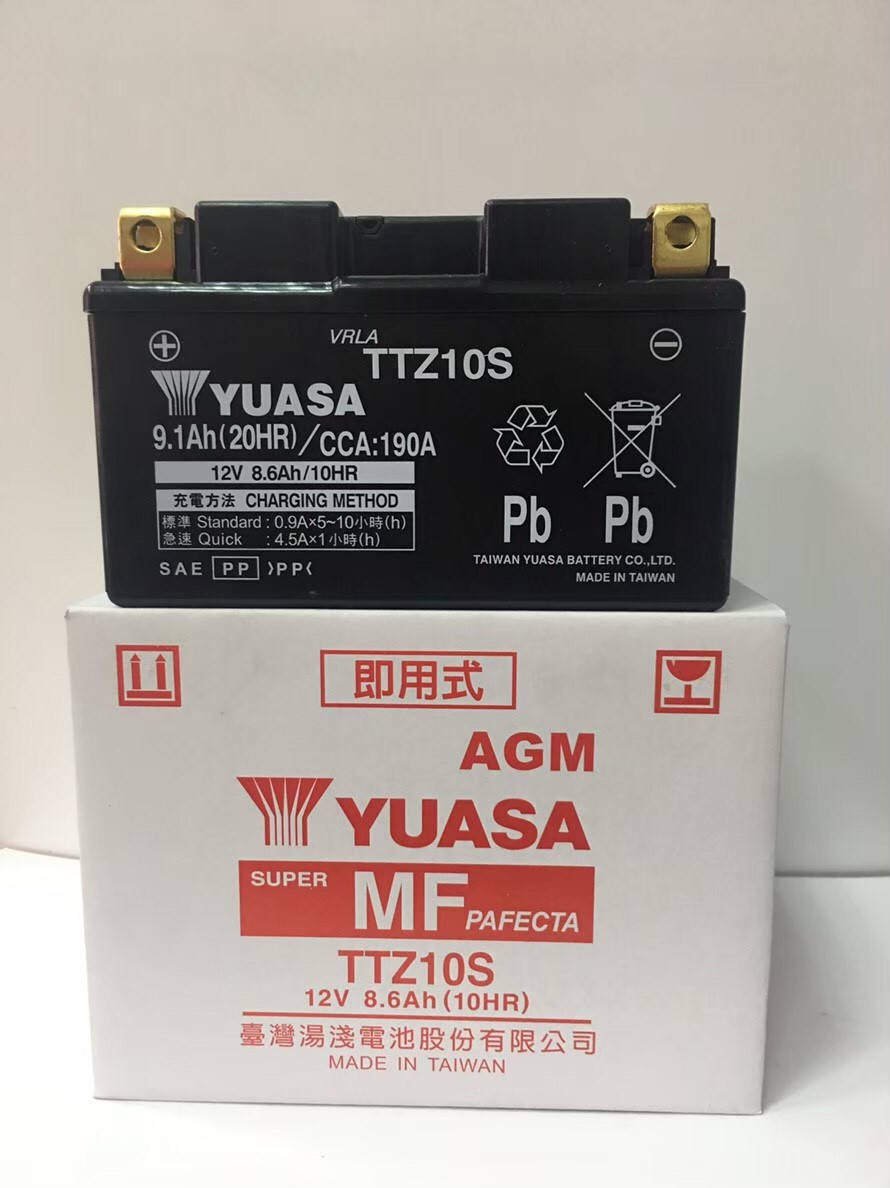 VRLA
TTZ10S
YUASA
9.1Ah(20HR)/CCA:190A
12V 8.6Ah/10HR
充電方法 CHARGING METHOD
標準 Standard : 0.9A×5~10小時(h)
急速 Quick : 4.5A×1小時(h)
SAE PP >PP<
Pb Pb
TAIWAN YUASA BATTERY CO.,LTD.
MADE IN TAIWAN
即用式
AGM
YUASA
SUPER MF PAFECTA
TTZ10S
12V 8.6Ah(10HR)
臺灣湯淺電池股份有限公司
MADE IN TAIWAN